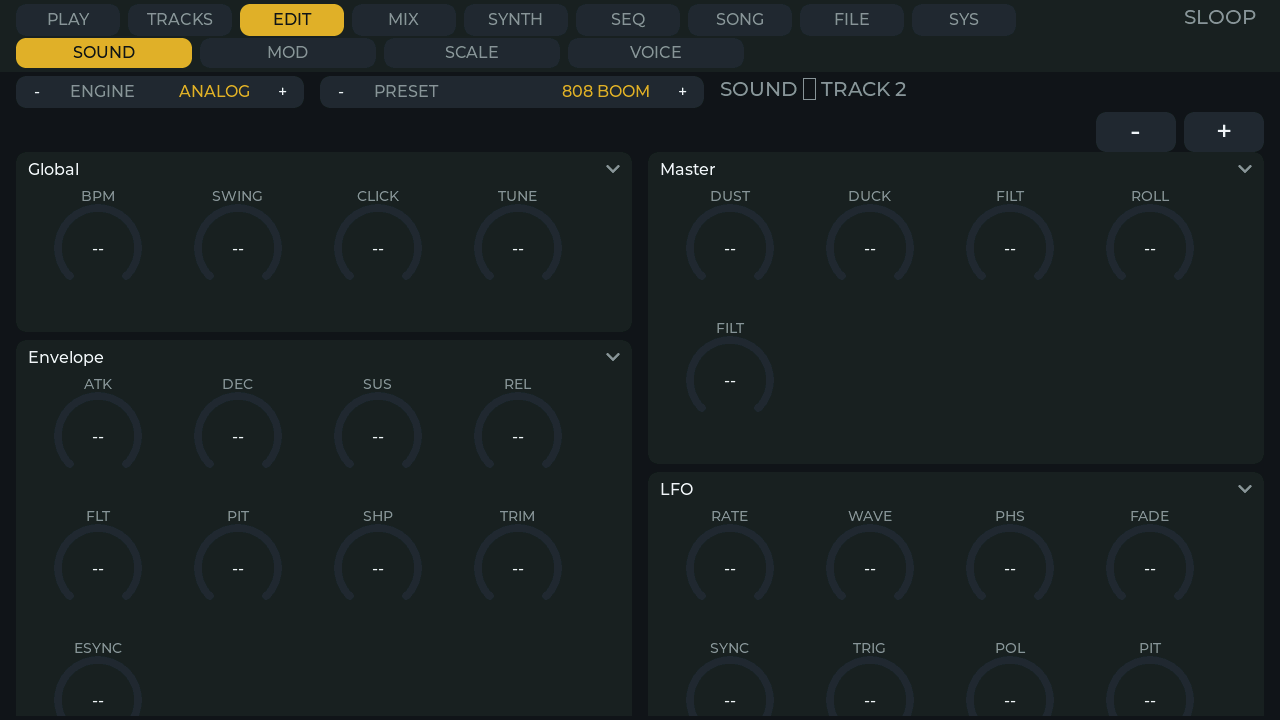 PLAY TRACKS EDIT MIX SYNTH SEQ SONG FILE SYS SLOOP
SOUND MOD SCALE VOICE
- ENGINE ANALOG + - PRESET 808 BOOM + SOUND TRACK 2
- +
Global
BPM SWING CLICK TUNE
-- -- -- --
Master
DUST DUCK FILT ROLL
-- -- -- --
FILT
--
Envelope
ATK DEC SUS REL
-- -- -- --
FLT PIT SHP TRIM
-- -- -- --
ESYNC
--
LFO
RATE WAVE PHS FADE
-- -- -- --
SYNC TRIG POL PIT
-- -- -- --